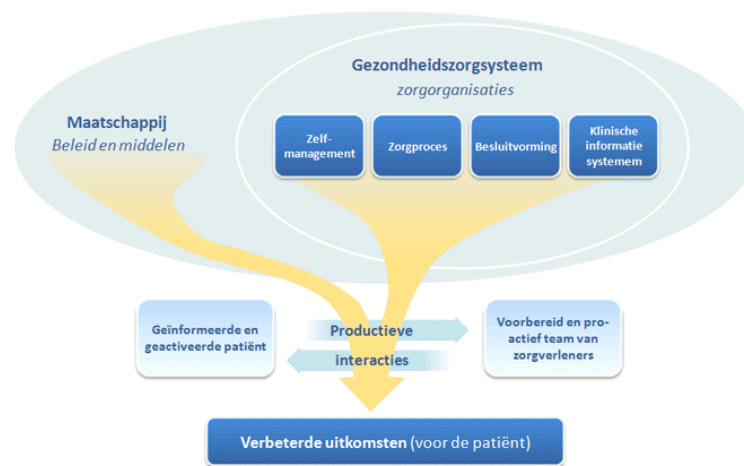 Gezondheidszorgsysteem
zorgorganisaties
Maatschappij
Beleid en middelen
Zelf-
management
Zorgproces
Besluitvorming
Klinische
informatie
systemem
Geïnformeerde en
geactiveerde patiënt
Productieve
interacties
Voorbereid en pro-
actief team van
zorgverleners
Verbeterde uitkomsten (voor de patiënt)